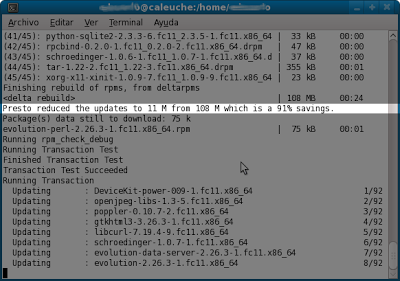 @caleuche:/home/
Archivo Editar Ver Terminal Ayuda
(41/45): python-sqlite2-2.3.3-6.fc11_2.3.5-1.fc11.x86_64 | 33 kB 00:00
(42/45): rpcbind-0.2.0-1.fc11_0.2.0-2.fc11.x86_64.drpm | 47 kB 00:00
(43/45): schroedinger-1.0.6-1.fc11_1.0.7-1.fc11.x86_64.d | 37 kB 00:00
(44/45): tar-1.22-2.fc11_1.22-3.fc11.x86_64.drpm | 355 kB 00:01
(45/45): xorg-x11-xinit-1.0.9-7.fc11_1.0.9-9.fc11.x86_64 | 23 kB 00:00
Finishing rebuild of rpms, from deltarpms
<delta rebuild> | 108 MB 00:24
Presto reduced the updates to 11 M from 108 M which is a 91% savings.
Package(s) data still to download: 75 k
evolution-perl-2.26.3-1.fc11.x86_64.rpm | 75 kB 00:01
Running rpm_check_debug
Running Transaction Test
Finished Transaction Test
Transaction Test Succeeded
Running Transaction
Updating : DeviceKit-power-009-1.fc11.x86_64 1/92
Updating : openjpeg-libs-1.3-5.fc11.x86_64 2/92
Updating : poppler-0.10.7-2.fc11.x86_64 3/92
Updating : gtkhtml3-3.26.3-1.fc11.x86_64 4/92
Updating : libcurl-7.19.4-9.fc11.x86_64 5/92
Updating : schroedinger-1.0.7-1.fc11.x86_64 6/92
Updating : evolution-data-server-2.26.3-1.fc11.x86_64 7/92
Updating : evolution-2.26.3-1.fc11.x86_64 8/92